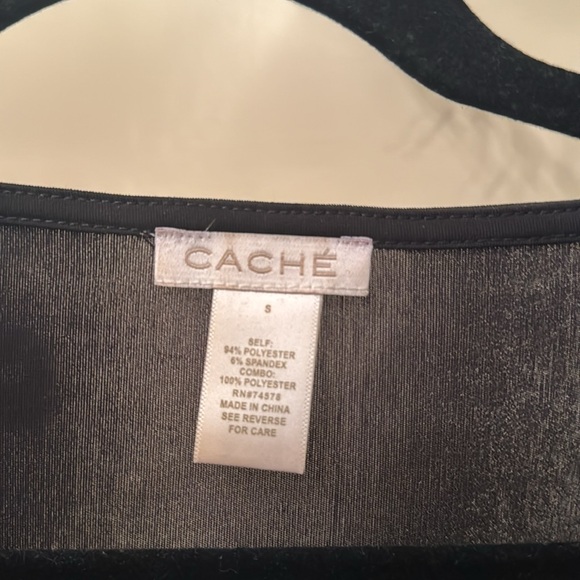 CACHÉ
S
SELF:
94% POLYESTER
6% SPANDEX
COMBO:
100% POLYESTER
RN#74578
MADE IN CHINA
SEE REVERSE
FOR CARE